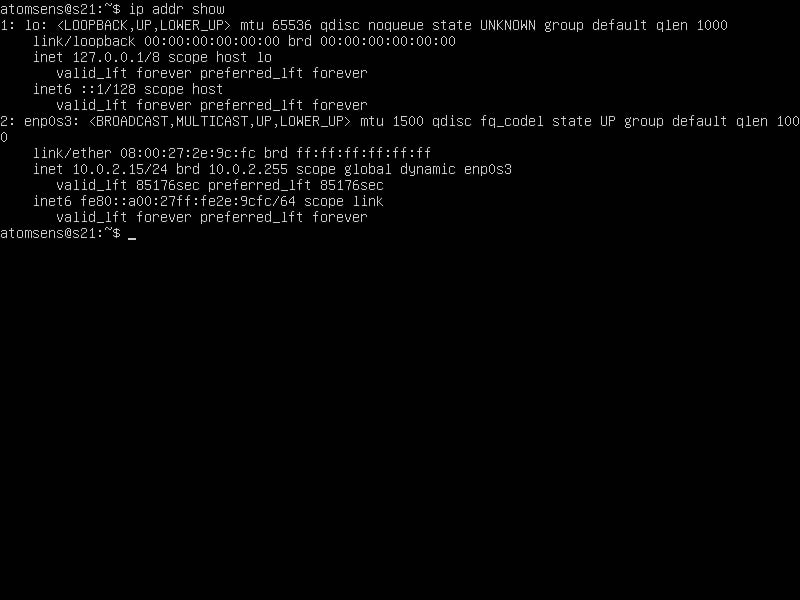 atomsens@s21:~$ ip addr show
1: lo: <LOOPBACK,UP,LOWER_UP> mtu 65536 qdisc noqueue state UNKNOWN group default qlen 1000
    link/loopback 00:00:00:00:00:00 brd 00:00:00:00:00:00
    inet 127.0.0.1/8 scope host lo
       valid_lft forever preferred_lft forever
    inet6 ::1/128 scope host
       valid_lft forever preferred_lft forever
2: enp0s3: <BROADCAST,MULTICAST,UP,LOWER_UP> mtu 1500 qdisc fq_codel state UP group default qlen 100
0
    link/ether 08:00:27:2e:9c:fc brd ff:ff:ff:ff:ff:ff
    inet 10.0.2.15/24 brd 10.0.2.255 scope global dynamic enp0s3
       valid_lft 85176sec preferred_lft 85176sec
    inet6 fe80::a00:27ff:fe2e:9cfc/64 scope link
       valid_lft forever preferred_lft forever
atomsens@s21:~$ _